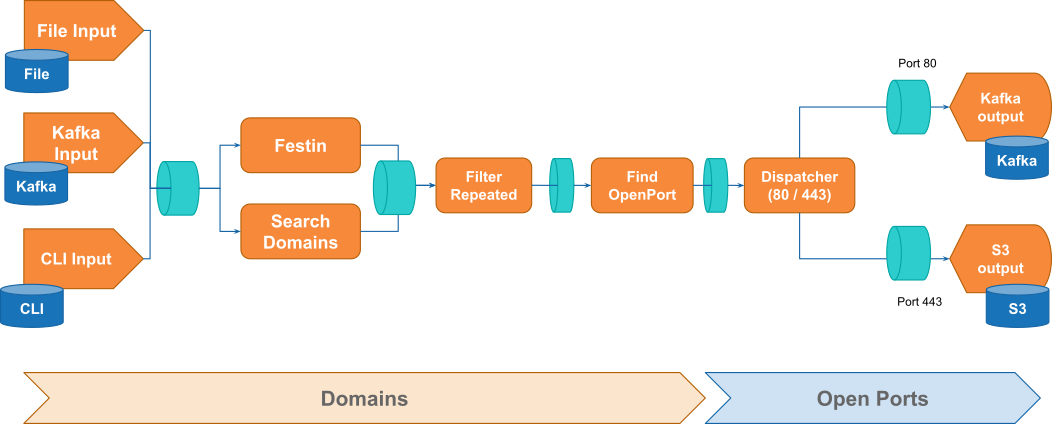 File Input
File
Kafka
Input
Kafka
CLI Input
CLI
Festin
Search
Domains
Filter
Repeated
Find
OpenPort
Dispatcher
(80 / 443)
Port 80
Kafka
output
Kafka
S3
output
S3
Port 443
Domains
Open Ports